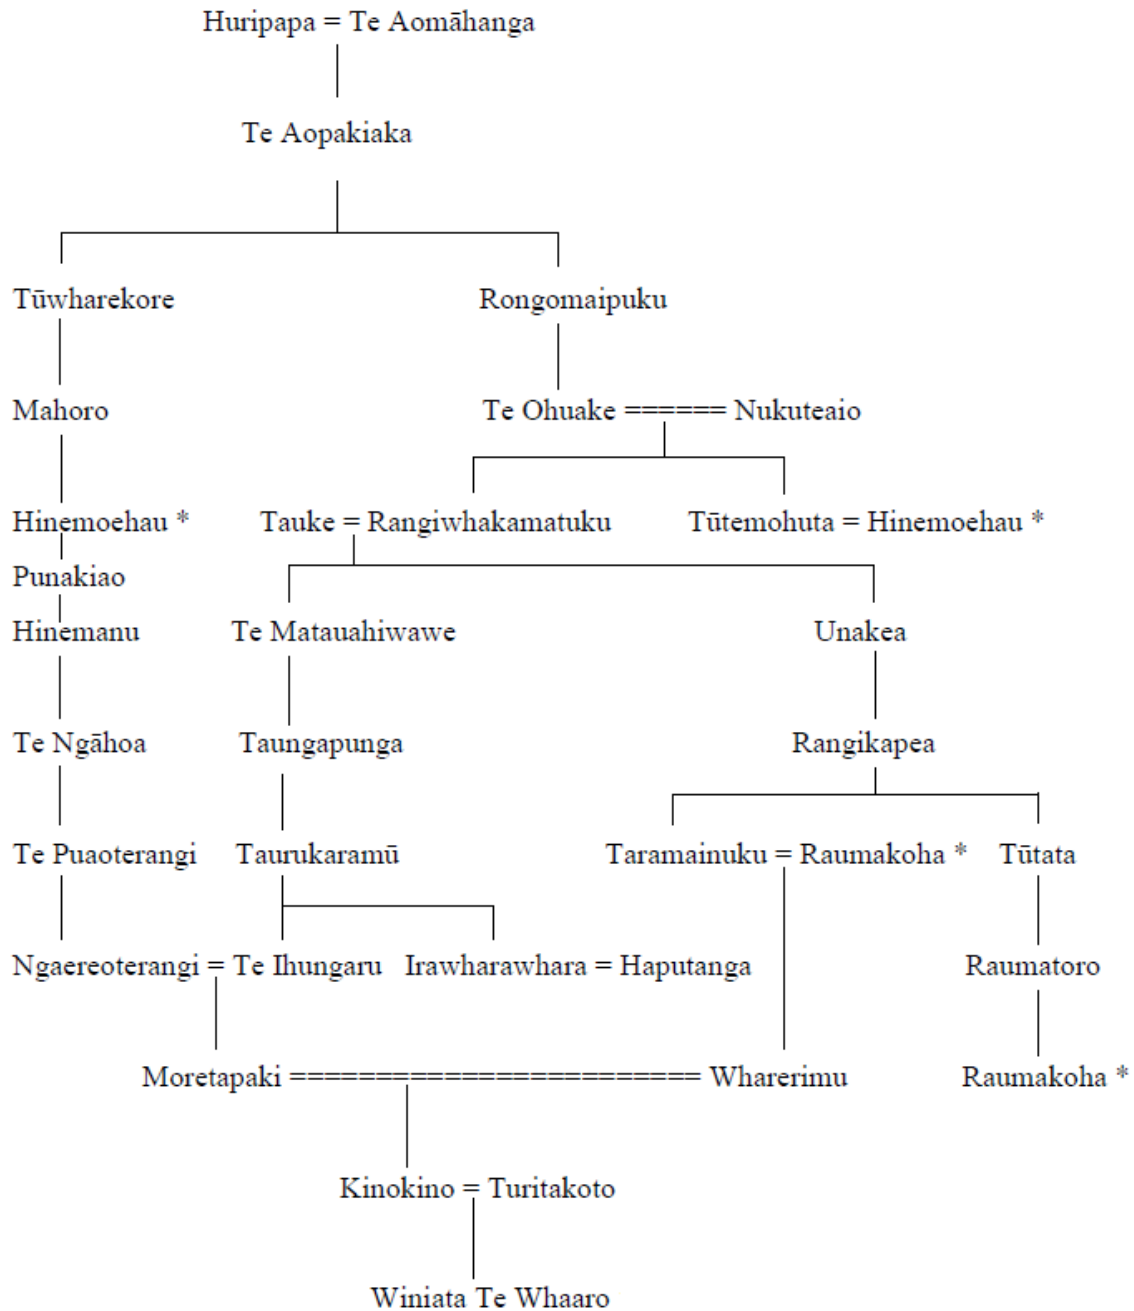 Huripapa = Te Aomāhanga
Te Aopakiaka
Tūwharekore Rongomaipuku
Mahoro Te Ohuake ====== Nukuteaio
Hinemoehau * Tauke = Rangiwhakamatuku Tūtemohuta = Hinemoehau *
Punakiao
Hinemanu Te Matauahiwawe Unakea
Te Ngāhoa Taungapunga Rangikapea
Te Puaoterangi Taurukaramū Taramainuku = Raumakoha * Tūtata
Ngaereoterangi = Te Ihungaru Irawharawhara = Haputanga Raumatoro
Moretapaki ======================== Wharerimu Raumakoha *
Kinokino = Turitakoto
Winiata Te Whaaro